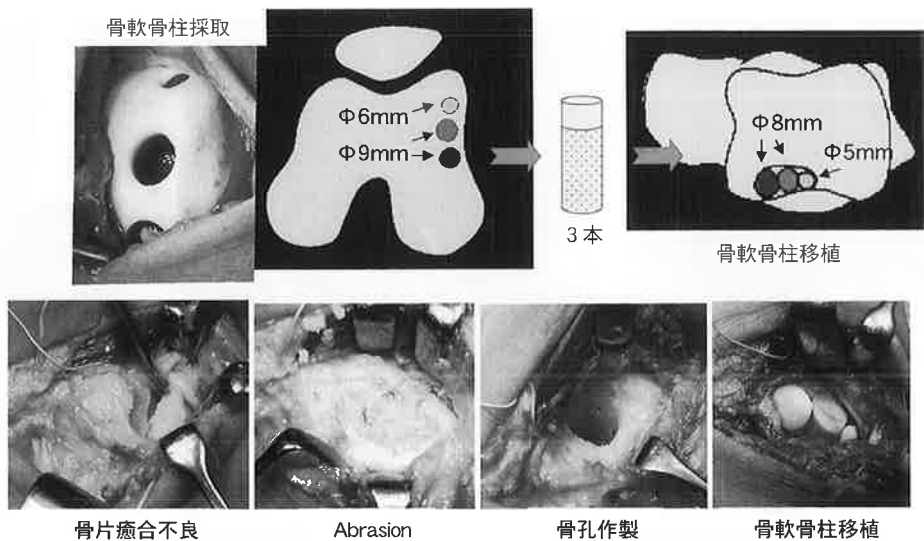 骨軟骨柱採取
Φ6mm
Φ9mm
3本
Φ8mm
Φ5mm
骨軟骨柱移植
骨片癒合不良
Abrasion
骨孔作製
骨軟骨柱移植